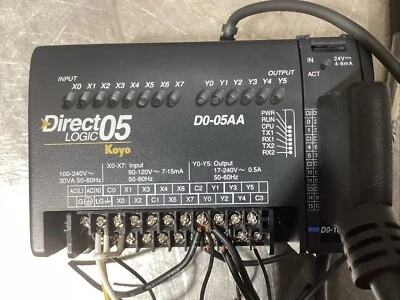 INPUT
X0 X1 X2 X3 X4 X5 X6 X7
OUTPUT
Y0 Y1 Y2 Y3 Y4 Y5
IN 24V
4-6mA
ACT
Direct05
LOGIC
Koyo
D0-05AA
PWR
RUN
CPU
TX1
RX1
TX2
RX2
100-240V
30VA 50-60Hz
X0-X7: Input
90-120V 7-15mA
50-60Hz
Y0-Y5: Output
17-240V 0.5A
50-60Hz
AC(L) AC(N) C0 X1 X3 X4 X6 C2 Y1 Y3 Y5
G LG X0 X2 C1 X5 X7 Y0 Y2 Y4 C3